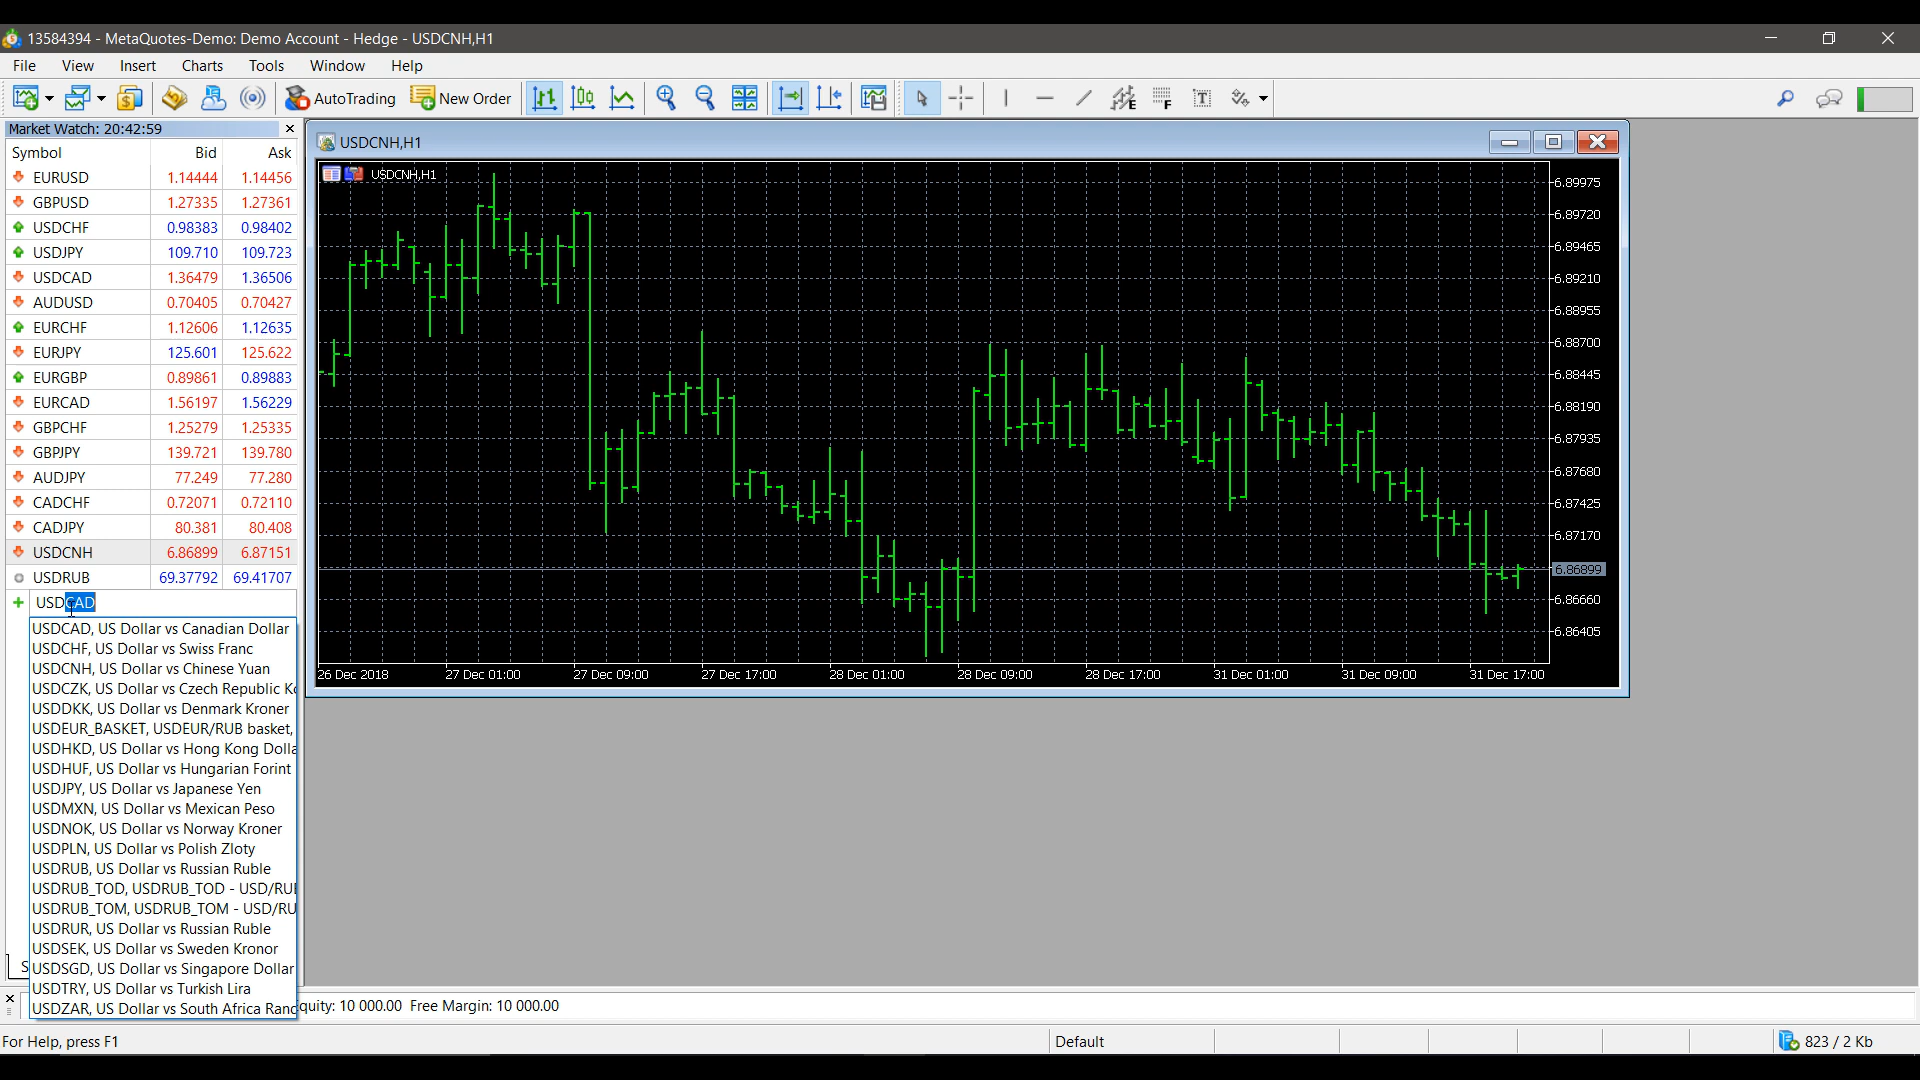 13584394 - MetaQuotes-Demo: Demo Account - Hedge - USDCNH,H1
File View Insert Charts Tools Window Help
AutoTrading New Order
Market Watch: 20:42:59
Symbol Bid Ask
EURUSD 1.14444 1.14456
GBPUSD 1.27335 1.27361
USDCHF 0.98383 0.98402
USDJPY 109.710 109.723
USDCAD 1.36479 1.36506
AUDUSD 0.70405 0.70427
EURCHF 1.12606 1.12635
EURJPY 125.601 125.622
EURGBP 0.89861 0.89883
EURCAD 1.56197 1.56229
GBPCHF 1.25279 1.25335
GBPJPY 139.721 139.780
AUDJPY 77.249 77.280
CADCHF 0.72071 0.72110
CADJPY 80.381 80.408
USDCNH 6.86899 6.87151
USDRUB 69.37792 69.41707
USDCAD
USDCAD, US Dollar vs Canadian Dollar
USDCHF, US Dollar vs Swiss Franc
USDCNH, US Dollar vs Chinese Yuan
USDCZK, US Dollar vs Czech Republic Ko
USDDKK, US Dollar vs Denmark Kroner
USDEUR_BASKET, USDEUR/RUB basket,
USDHKD, US Dollar vs Hong Kong Dolla
USDHUF, US Dollar vs Hungarian Forint
USDJPY, US Dollar vs Japanese Yen
USDMXN, US Dollar vs Mexican Peso
USDNOK, US Dollar vs Norway Kroner
USDPLN, US Dollar vs Polish Zloty
USDRUB, US Dollar vs Russian Ruble
USDRUB_TOD, USDRUB_TOD - USD/RUI
USDRUB_TOM, USDRUB_TOM - USD/RU
USDRUR, US Dollar vs Russian Ruble
USDSEK, US Dollar vs Sweden Kronor
USDSGD, US Dollar vs Singapore Dollar
USDTRY, US Dollar vs Turkish Lira
USDZAR, US Dollar vs South Africa Ranc
S
USDCNH,H1
USDCNH,H1
6.89975
6.89720
6.89465
6.89210
6.88955
6.88700
6.88445
6.88190
6.87935
6.87680
6.87425
6.87170
6.86899
6.86660
6.86405
26 Dec 2018 27 Dec 01:00 27 Dec 09:00 27 Dec 17:00 28 Dec 01:00 28 Dec 09:00 28 Dec 17:00 31 Dec 01:00 31 Dec 09:00 31 Dec 17:00
quity: 10 000.00 Free Margin: 10 000.00
For Help, press F1 Default 823 / 2 Kb